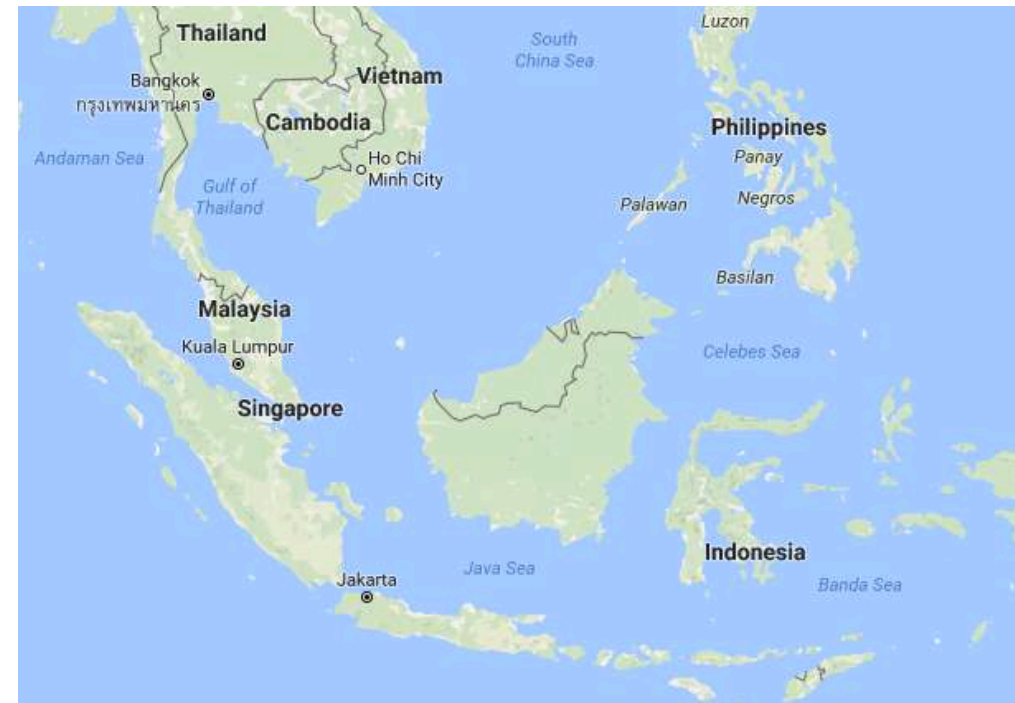 Luzon
Thailand
South
China Sea
Vietnam
Bangkok
กรุงเทพมหานคร
Cambodia
Philippines
Andaman Sea
Ho Chi
Minh City
Panay
Gulf of
Thailand
Palawan
Negros
Basilan
Malaysia
Kuala Lumpur
Celebes Sea
Singapore
Indonesia
Java Sea
Jakarta
Banda Sea